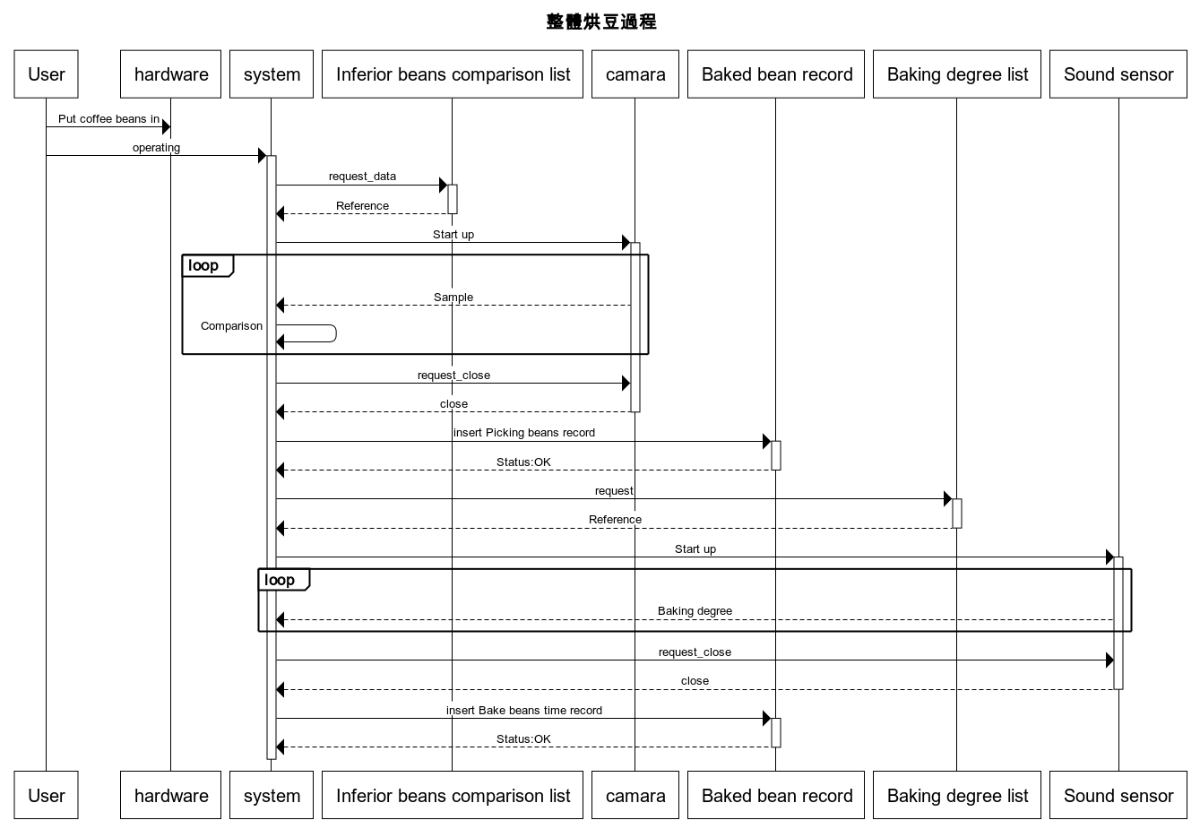 整體烘豆過程
User
hardware
system
Inferior beans comparison list
camara
Baked bean record
Baking degree list
Sound sensor
Put coffee beans in
operating
request_data
Reference
Start up
loop
Sample
Comparison
request_close
close
insert Picking beans record
Status:OK
request
Reference
Start up
loop
Baking degree
request_close
close
insert Bake beans time record
Status:OK
User
hardware
system
Inferior beans comparison list
camara
Baked bean record
Baking degree list
Sound sensor